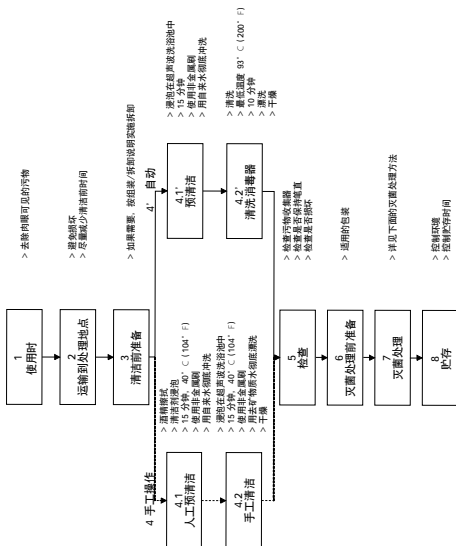 1
使用时
> 去除肉眼可见的污物
2
运输到处理地点
> 避免损坏
> 尽量减少清洁前时间
3
清洁前准备
> 如果需要，按组装/拆卸说明实施拆卸
4 手工操作
4.1
人工预清洁
> 酒精擦拭
> 清洁剂浸泡
> 15 分钟, 40° C (104° F)
> 使用非金属刷
> 用自来水彻底冲洗
4.2
手工清洁
> 浸泡在超声波洗浴池中
> 15 分钟, 40° C (104° F)
> 使用非金属刷
> 用去矿物质水彻底漂洗
> 干燥
4' 自动
4.1'
预清洁
> 浸泡在超声波洗浴池中
> 15 分钟
> 使用非金属刷
> 用自来水彻底冲洗
4.2'
清洗消毒器
> 清洗
> 最低温度 93° C (200° F)
> 10 分钟
> 漂洗
> 干燥
5
检查
> 检查污物收集器
> 检查是否保持笔直
> 检查是否损坏
6
灭菌处理前准备
> 适用的包装
7
灭菌处理
> 详见下面的灭菌处理方法
8
贮存
> 控制环境
> 控制贮存时间